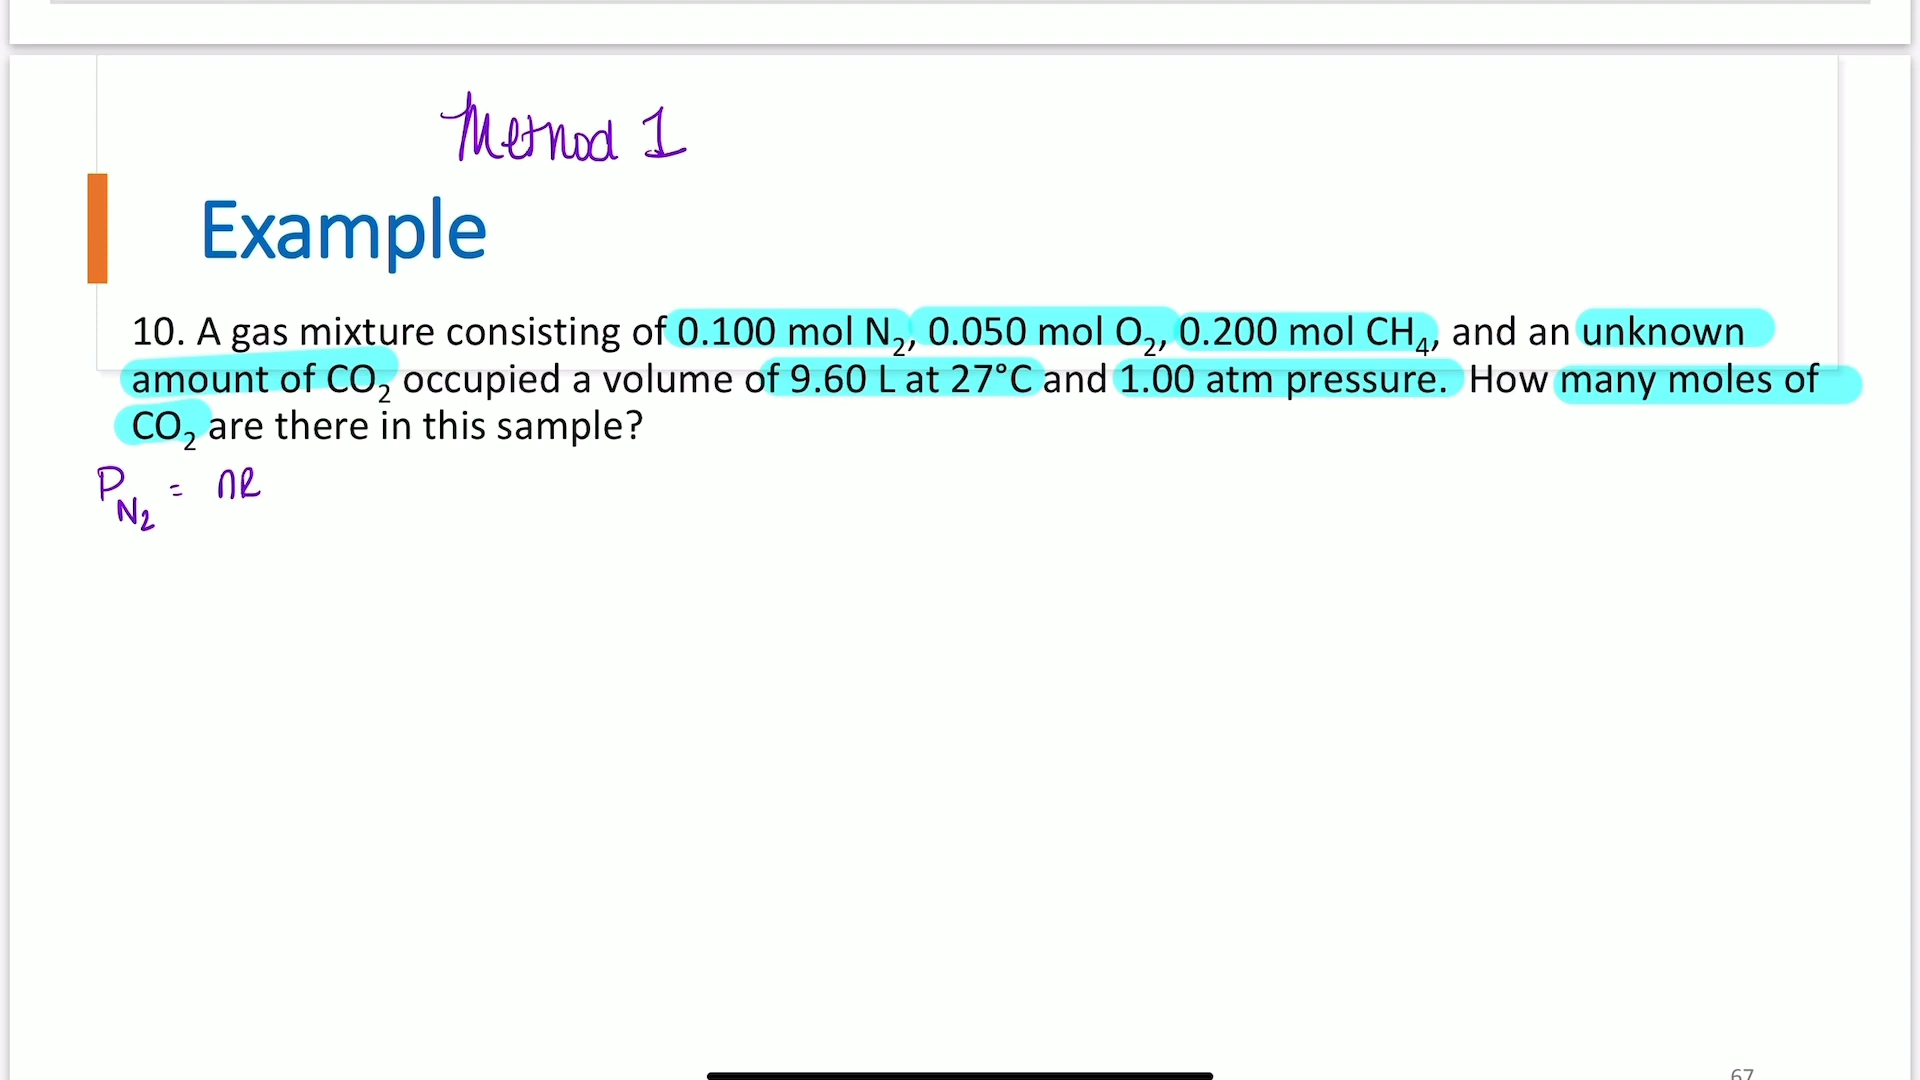 Method 1
Example
10. A gas mixture consisting of 0.100 mol N₂, 0.050 mol O₂, 0.200 mol CH₄, and an unknown
amount of CO₂ occupied a volume of 9.60 L at 27°C and 1.00 atm pressure. How many moles of
CO₂ are there in this sample?
P_N₂ = nR
67